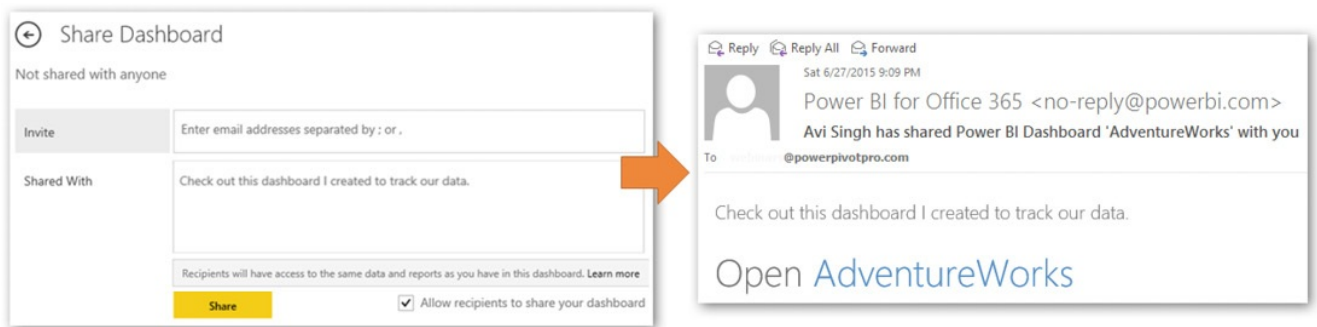 Share Dashboard
Not shared with anyone
Invite
Enter email addresses separated by ; or ,
Shared With
Check out this dashboard I created to track our data.
Recipients will have access to the same data and reports as you have in this dashboard. Learn more
Share
Allow recipients to share your dashboard
Reply Reply All Forward
Sat 6/27/2015 9:09 PM
Power BI for Office 365 <no-reply@powerbi.com>
Avi Singh has shared Power BI Dashboard 'AdventureWorks' with you
To @powerpivotpro.com
Check out this dashboard I created to track our data.
Open AdventureWorks